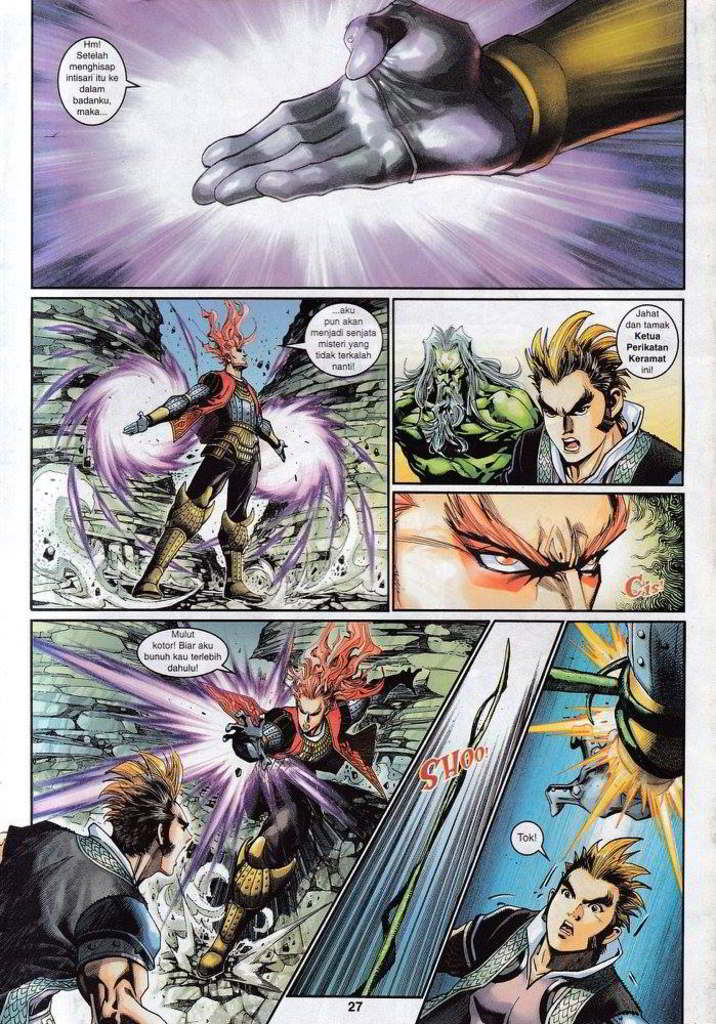 Hm!
Setelah
menghisap
intisari itu ke
dalam
badanku,
maka...
...aku
pun akan
menjadi senjata
misteri yang
tidak terkalah
nanti!
Jahat
dan tamak
Ketua
Perikatan
Keramat
ini!
Cis!
Mulut
kotor! Biar aku
bunuh kau terlebih
dahulu!
SHOO!
Tok!
27